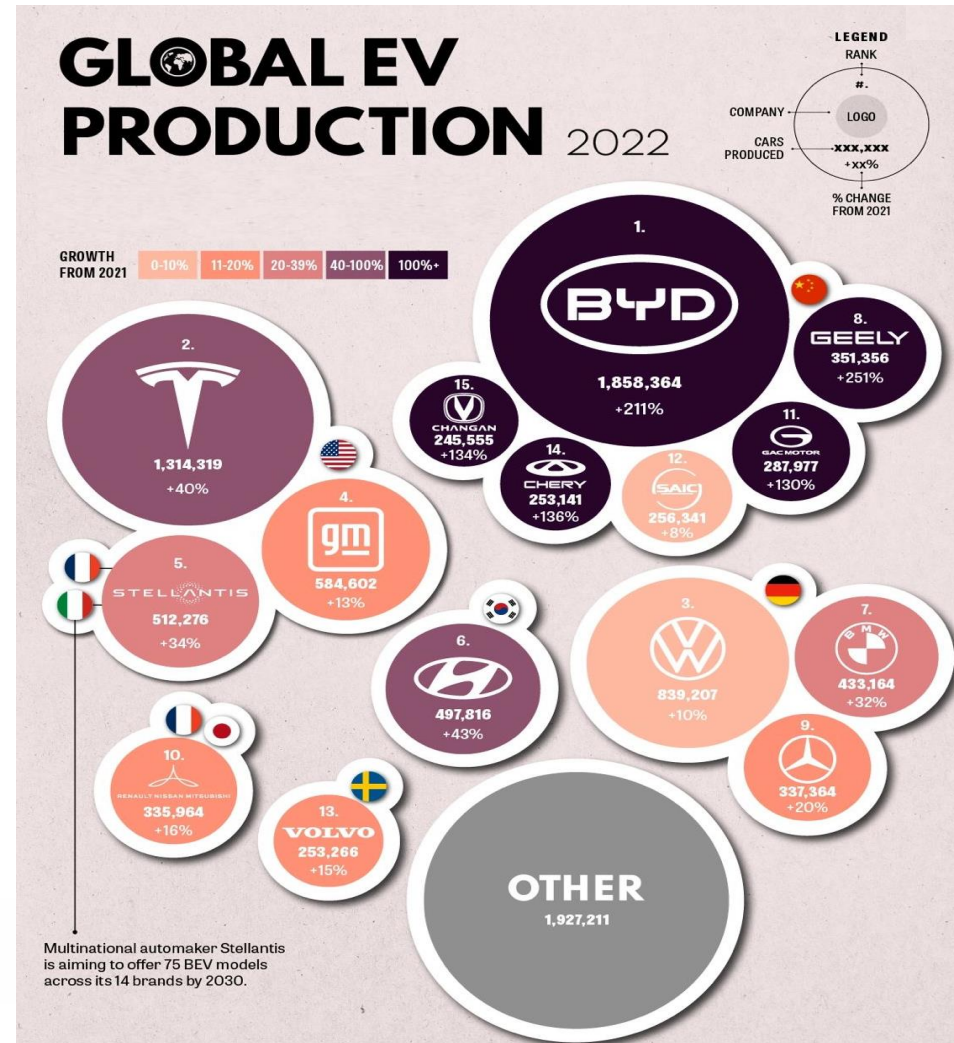 GLOBAL EV
PRODUCTION 2022
LEGEND
RANK
#.
COMPANY
LOGO
CARS
PRODUCED
xxx,xxx
+xx%
% CHANGE
FROM 2021
GROWTH
FROM 2021
0-10%
11-20%
20-39%
40-100%
100%+
1.
BYD
1,858,364
+211%
8.
GEELY
351,356
+251%
2.
1,314,319
+40%
15.
CHANGAN
245,555
+134%
14.
CHERY
253,141
+136%
12.
SAIC
256,341
+8%
11.
GAC MOTOR
287,977
+130%
4.
gm
584,602
+13%
5.
STELLANTIS
512,276
+34%
6.
497,816
+43%
3.
839,207
+10%
7.
BMW
433,164
+32%
9.
337,364
+20%
10.
RENAULT NISSAN MITSUBISHI
335,964
+16%
13.
VOLVO
253,266
+15%
OTHER
1,927,211
Multinational automaker Stellantis
is aiming to offer 75 BEV models
across its 14 brands by 2030.